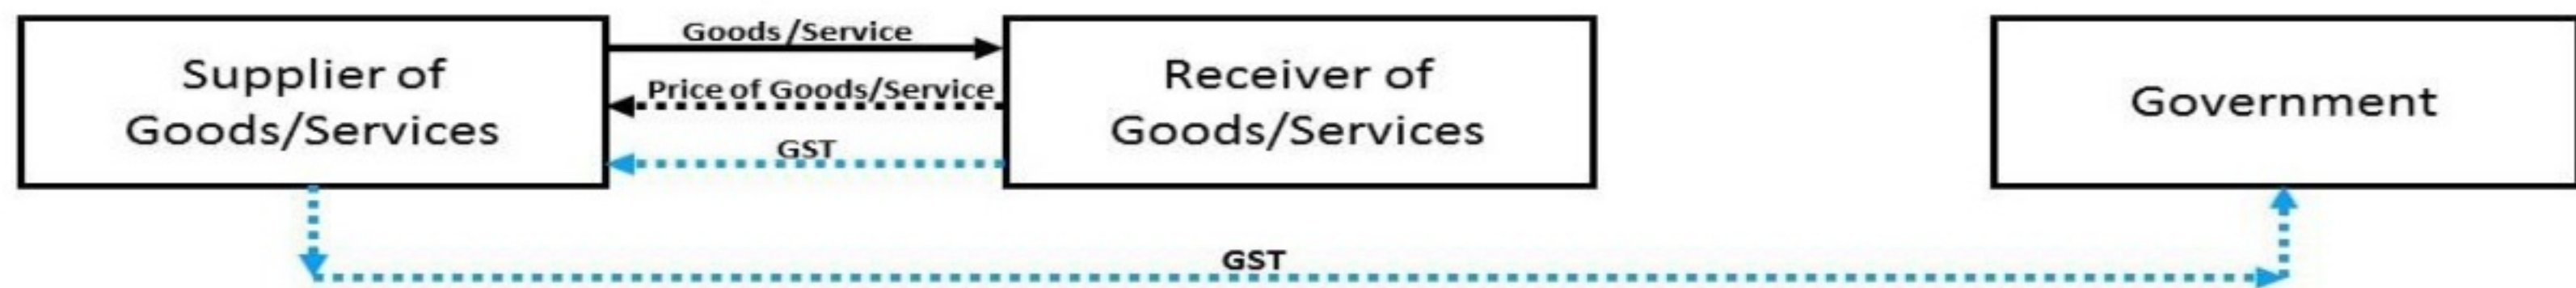 Supplier of
Goods/Services
Goods/Service
Price of Goods/Service
GST
Receiver of
Goods/Services
Government
GST